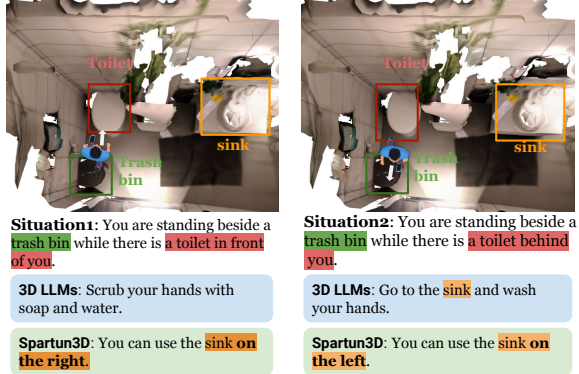 Toilet
sink
Trash
bin
Situation1: You are standing beside a
trash bin while there is a toilet in front
of you.
3D LLMs: Scrub your hands with
soap and water.
Spartun3D: You can use the sink on
the right.
Toilet
sink
Trash
bin
Situation2: You are standing beside a
trash bin while there is a toilet behind
you.
3D LLMs: Go to the sink and wash
your hands.
Spartun3D: You can use the sink on
the left.